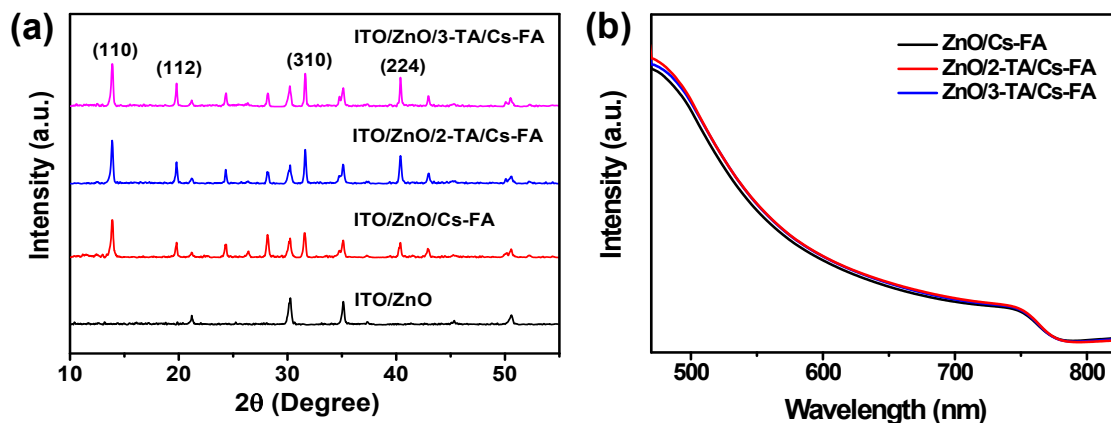 (a)
ITO/ZnO/3-TA/Cs-FA
(110)
(112)
(310)
(224)
ITO/ZnO/2-TA/Cs-FA
ITO/ZnO/Cs-FA
ITO/ZnO
Intensity (a.u.)
10 20 30 40 50
2θ (Degree)
(b)
ZnO/Cs-FA
ZnO/2-TA/Cs-FA
ZnO/3-TA/Cs-FA
Intensity (a.u.)
500 600 700 800
Wavelength (nm)